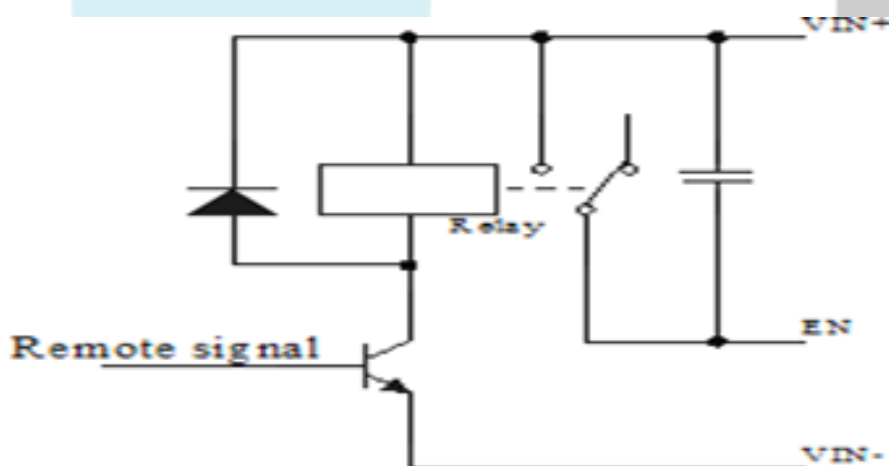 VIN+
Relay
EN
Remote signal
VIN-